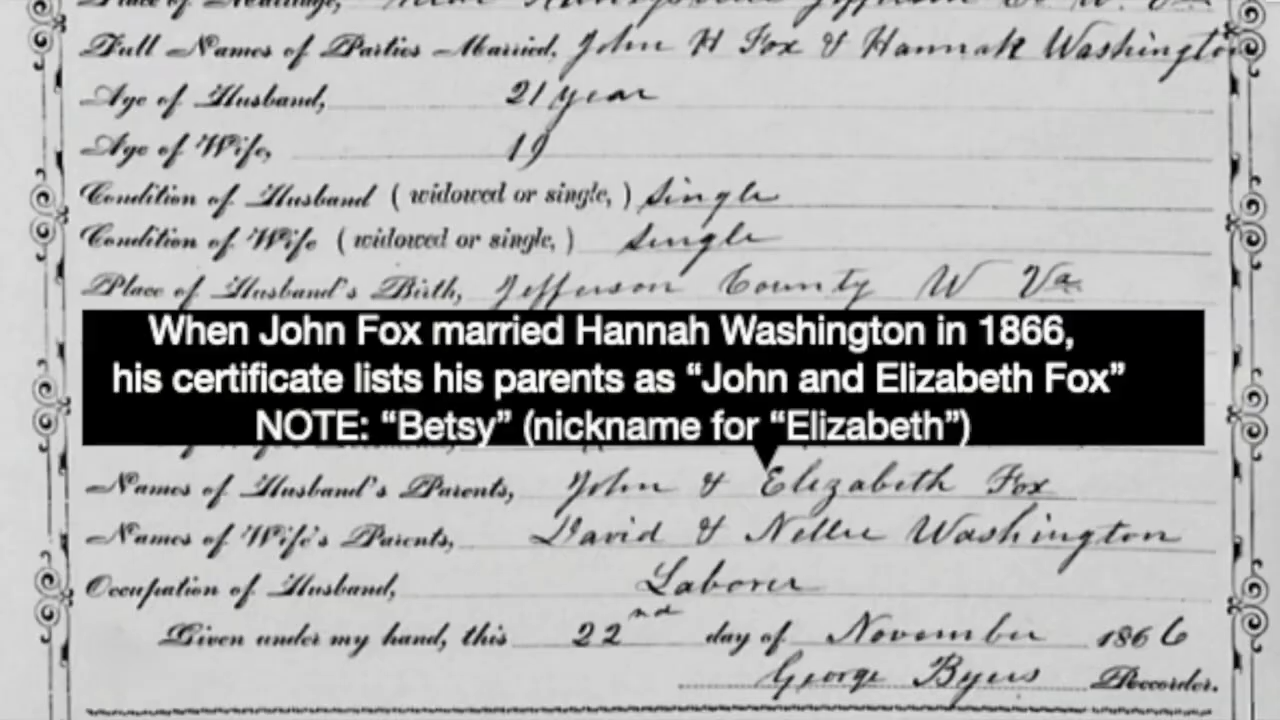 Full Names of Parties Married, John H Fox & Hannah Washington
Age of Husband, 21 year
Age of Wife, 19
Condition of Husband (widowed or single,) single
Condition of Wife (widowed or single,) single
Place of Husband's Birth, Jefferson County W Va
When John Fox married Hannah Washington in 1866,
his certificate lists his parents as “John and Elizabeth Fox”
NOTE: “Betsy” (nickname for “Elizabeth”)
Names of Husband's Parents, John & Elizabeth Fox
Names of Wife's Parents, David & Nellie Washington
Occupation of Husband, Laborer
Given under my hand, this 22nd day of November 1866
George Byers Recorder.